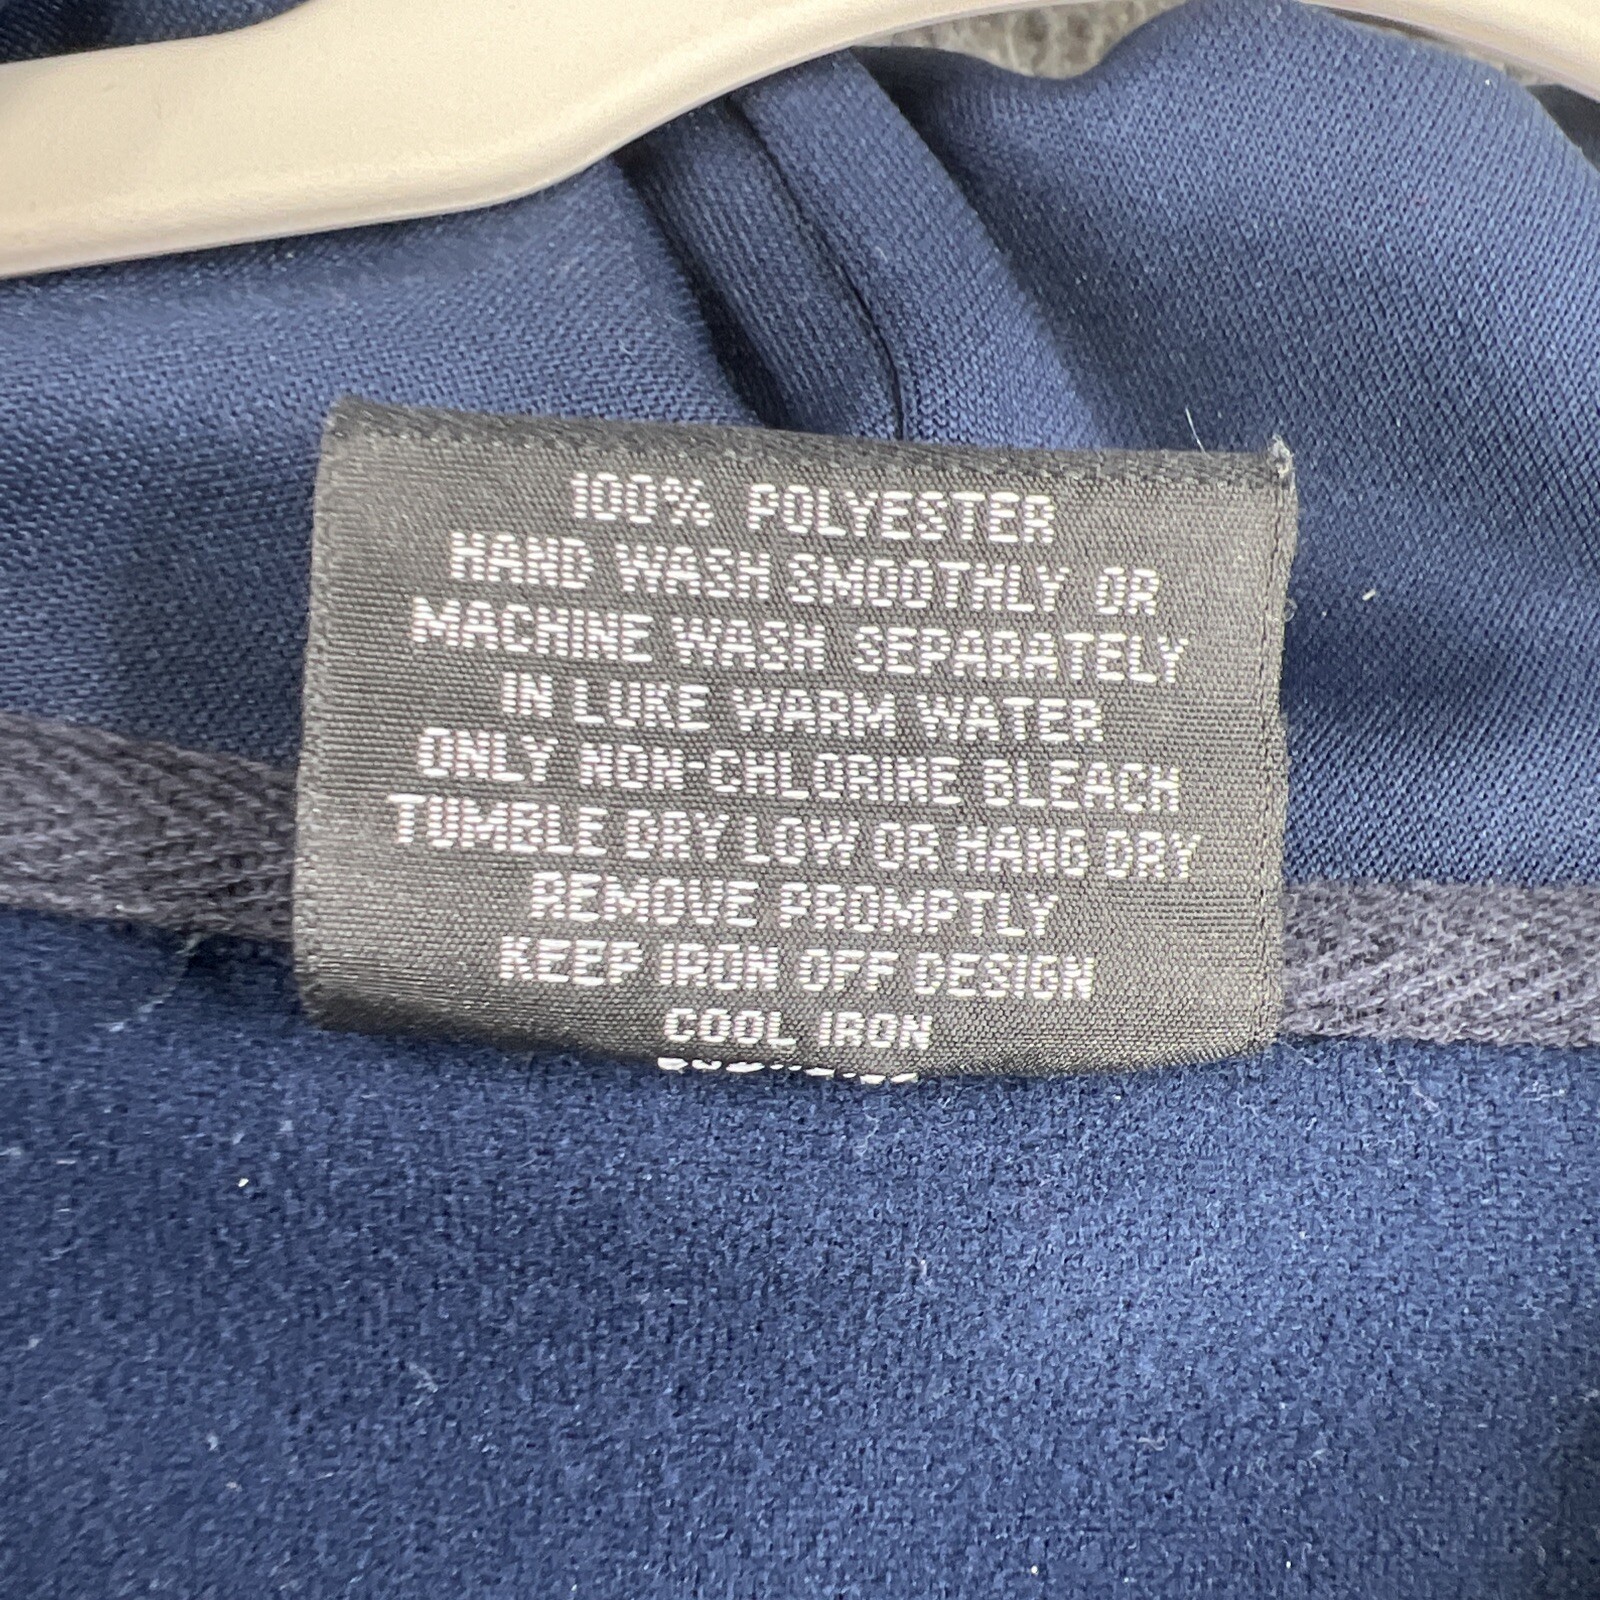 100% POLYESTER
HAND WASH SMOOTHLY OR
MACHINE WASH SEPARATELY
IN LUKE WARM WATER
ONLY NON-CHLORINE BLEACH
TUMBLE DRY LOW OR HANG DRY
REMOVE PROMPTLY
KEEP IRON OFF DESIGN
COOL IRON